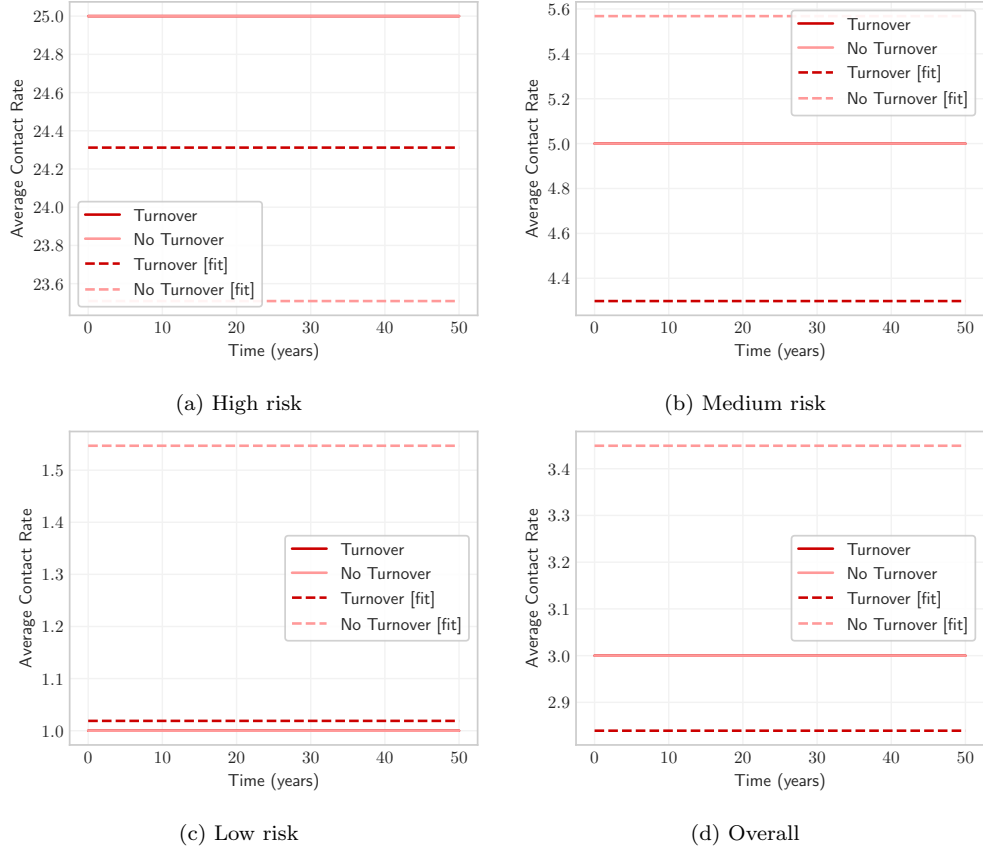 25.0
24.8
24.6
24.4
24.2
24.0
23.8
23.6
Average Contact Rate
Turnover
No Turnover
Turnover [fit]
No Turnover [fit]
0 10 20 30 40 50
Time (years)
(a) High risk
5.6
5.4
5.2
5.0
4.8
4.6
4.4
Average Contact Rate
Turnover
No Turnover
Turnover [fit]
No Turnover [fit]
0 10 20 30 40 50
Time (years)
(b) Medium risk
1.5
1.4
1.3
1.2
1.1
1.0
Average Contact Rate
Turnover
No Turnover
Turnover [fit]
No Turnover [fit]
0 10 20 30 40 50
Time (years)
(c) Low risk
3.4
3.3
3.2
3.1
3.0
2.9
Average Contact Rate
Turnover
No Turnover
Turnover [fit]
No Turnover [fit]
0 10 20 30 40 50
Time (years)
(d) Overall